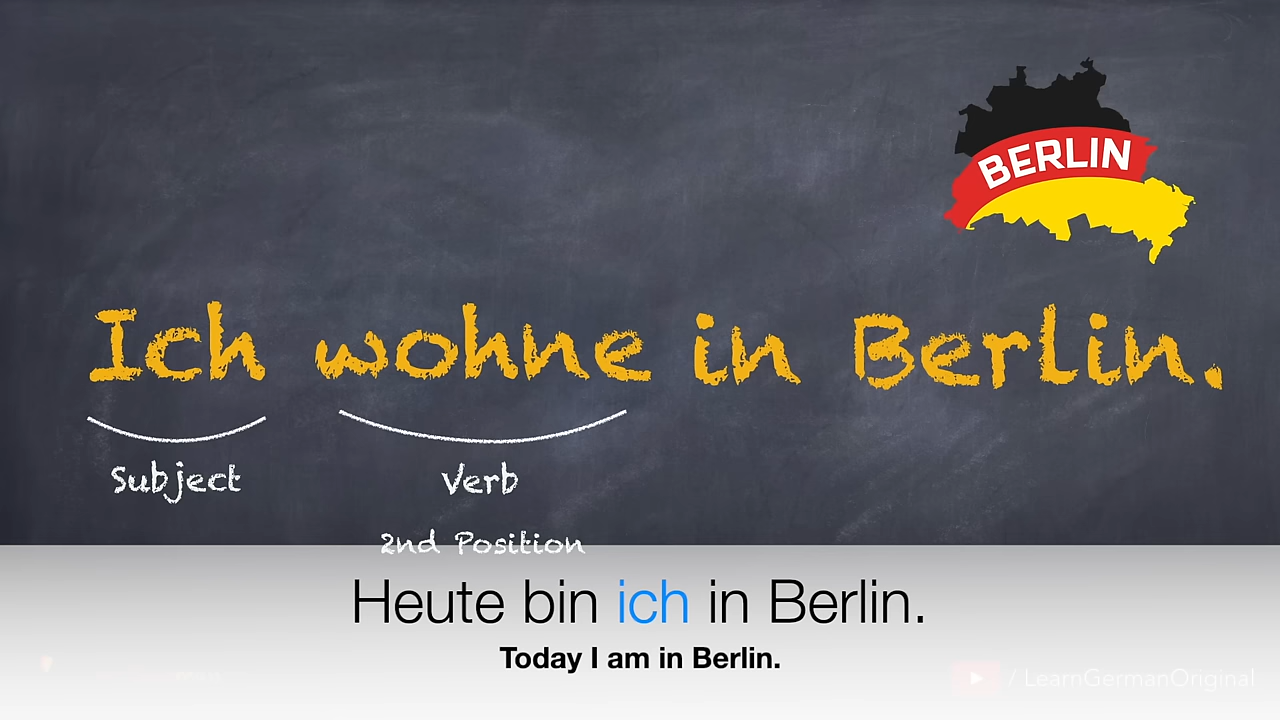 BERLIN
Ich wohne in Berlin.
Subject Verb
2nd Position
Heute bin ich in Berlin.
Today I am in Berlin.
/ LearnGermanOriginal